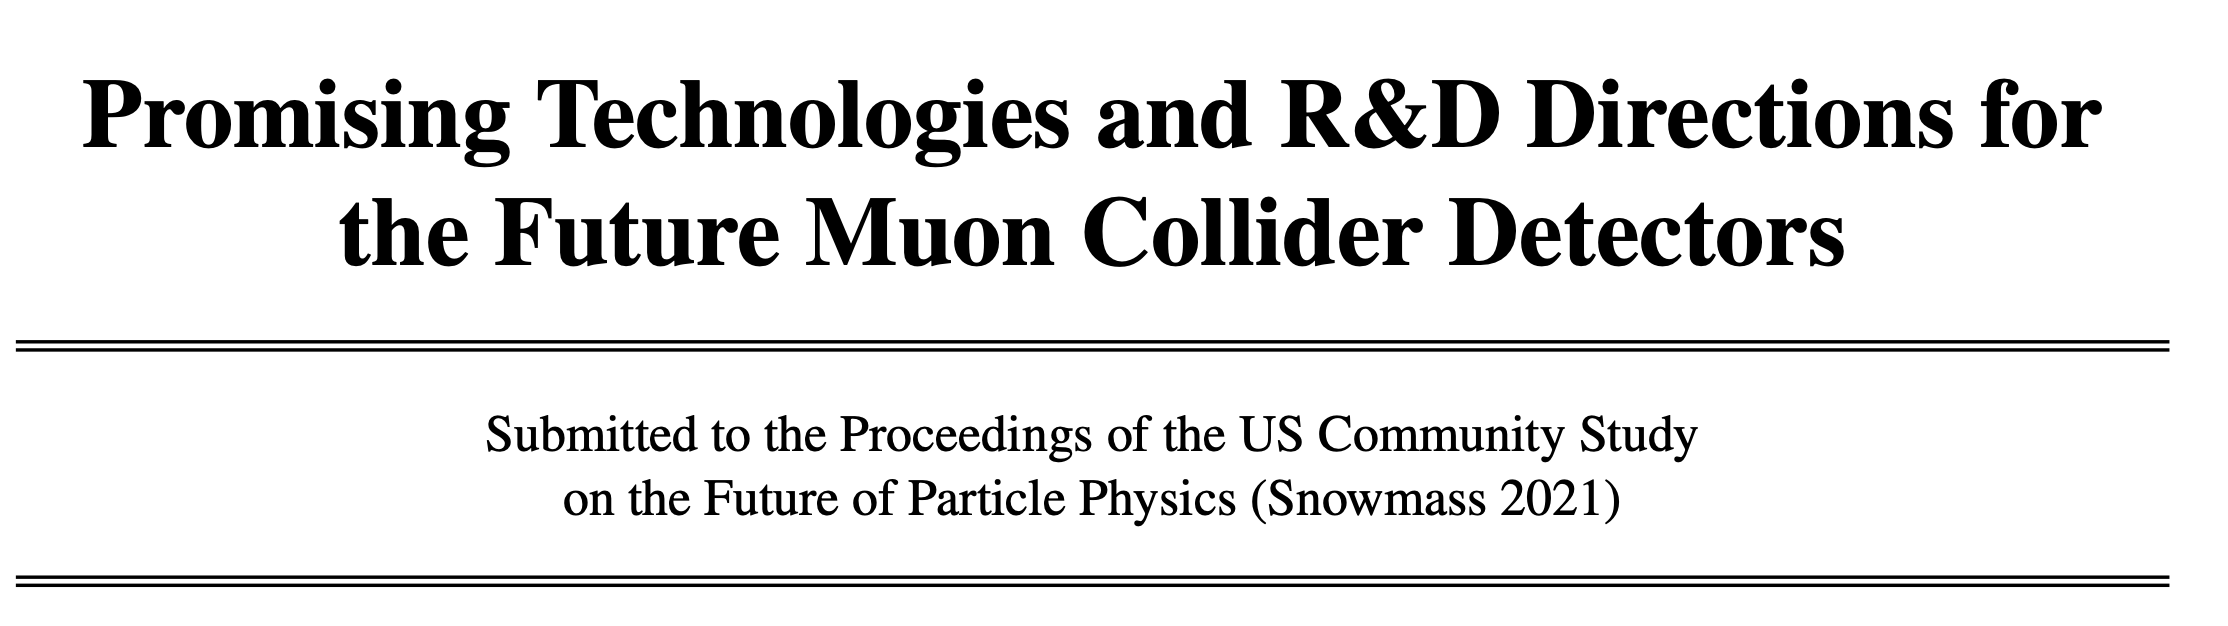 Promising Technologies and R&D Directions for
the Future Muon Collider Detectors
Submitted to the Proceedings of the US Community Study
on the Future of Particle Physics (Snowmass 2021)